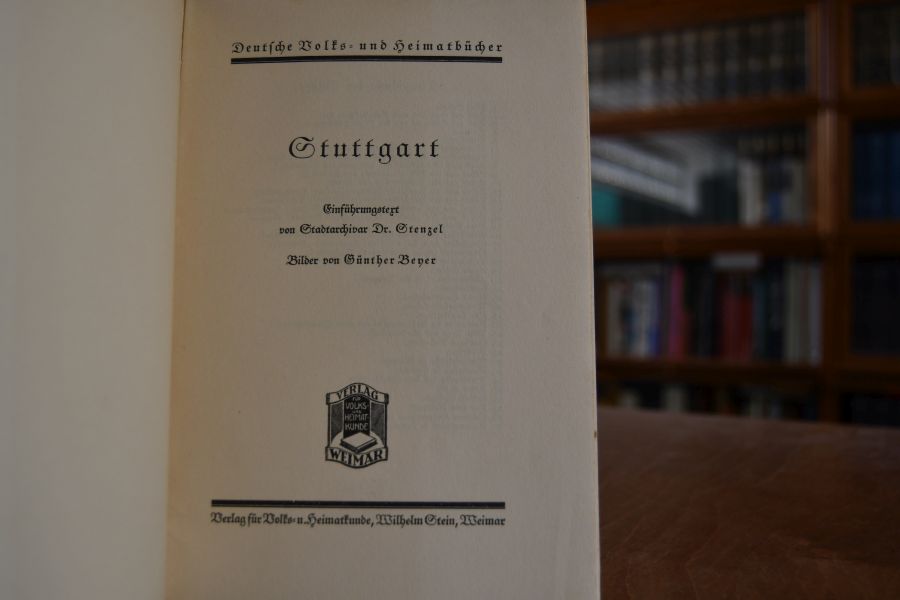 Deutsche Volks- und Heimatbücher
Stuttgart
Einführungstext
von Stadtarchivar Dr. Stenzel
Bilder von Günther Beyer
VERLAG
FÜR
VOLKS-
UND
HEIMAT-
KUNDE
WEIMAR
Verlag für Volks- u. Heimatkunde, Wilhelm Stein, Weimar